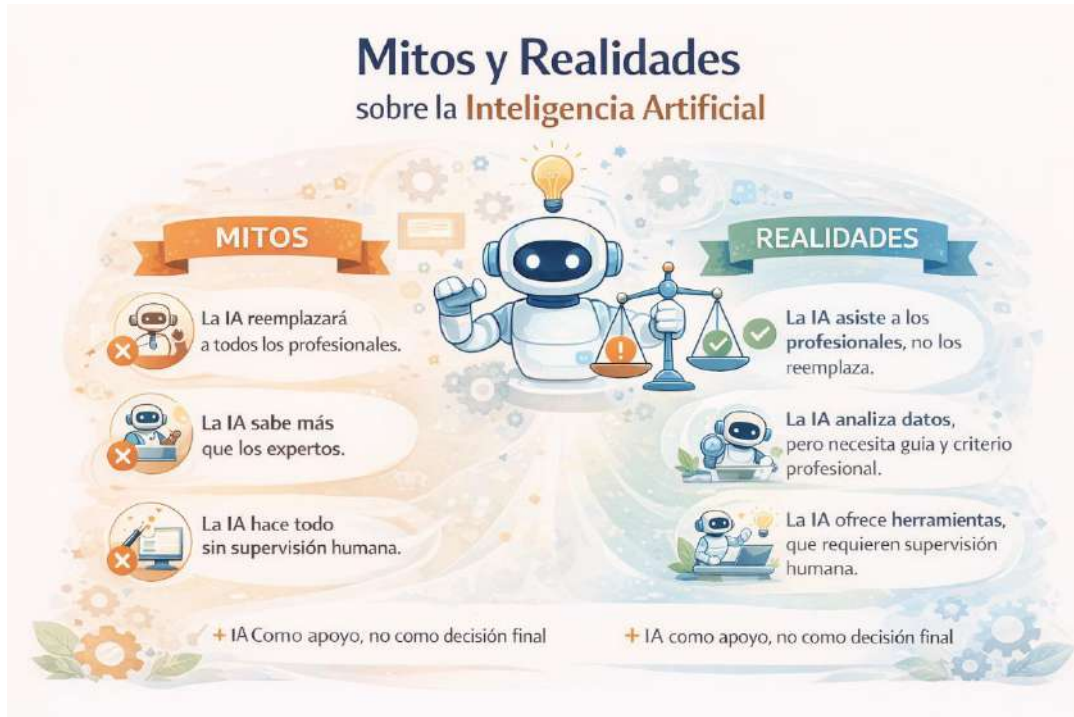 Mitos y Realidades
sobre la Inteligencia Artificial
MITOS
La IA reemplazará
a todos los profesionales.
La IA sabe más
que los expertos.
La IA hace todo
sin supervisión humana.
REALIDADES
La IA asiste a los
profesionales, no los
reemplaza.
La IA analiza datos,
pero necesita guía y criterio
profesional.
La IA ofrece herramientas,
que requieren supervisión
humana.
+ IA Como apoyo, no como decisión final
+ IA como apoyo, no como decisión final